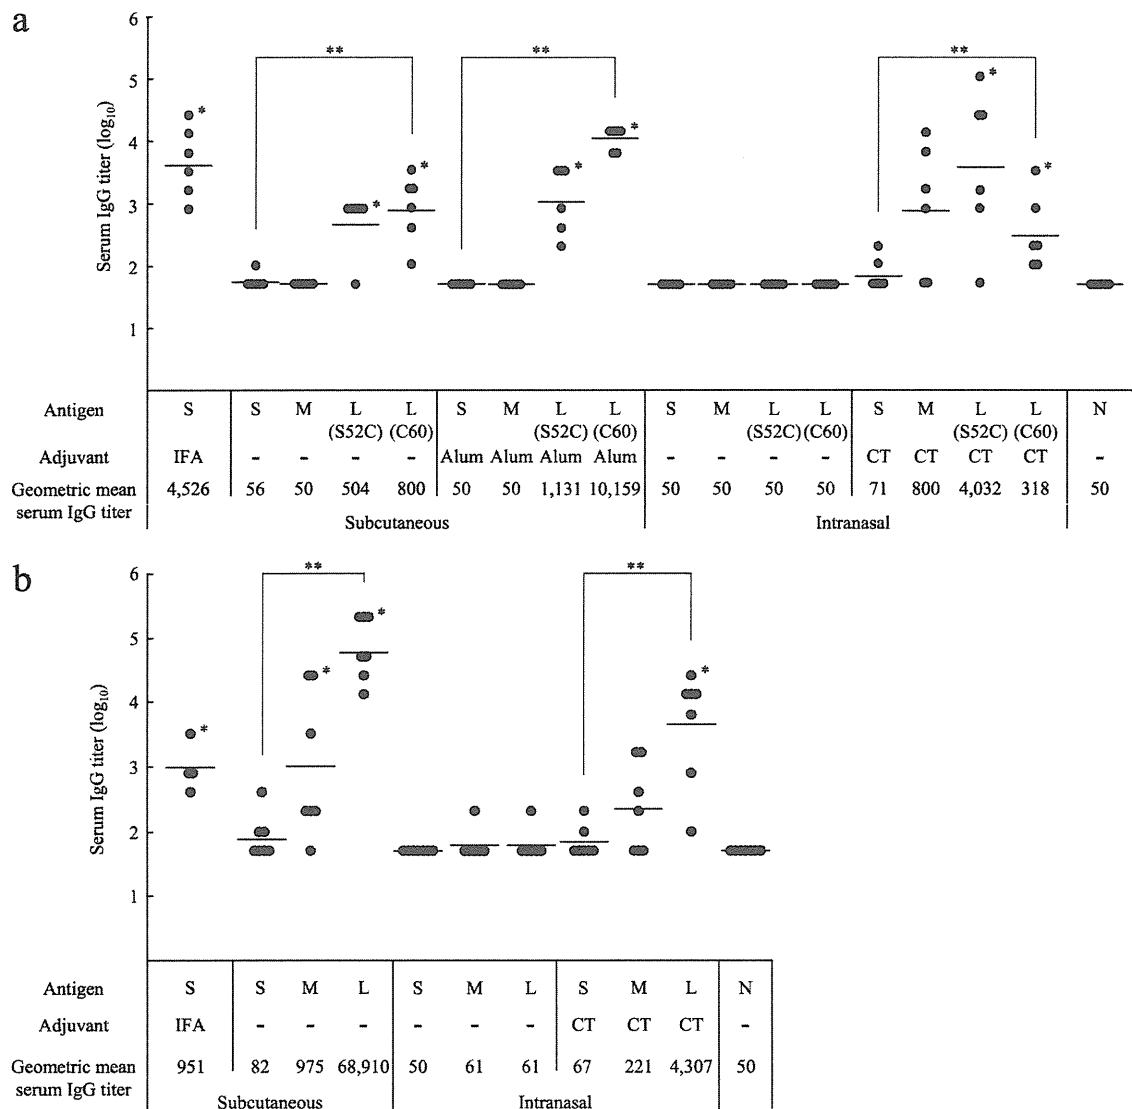 a
6
5
4
3
2
1
Serum IgG titer (log10)
**
**
**
*
*
*
*
*
*
*
Antigen S S M L L S M L L S M L L S M L L N
(S52C) (C60) (S52C) (C60) (S52C) (C60) (S52C) (C60)
Adjuvant IFA - - - - Alum Alum Alum Alum - - - - CT CT CT CT -
Geometric mean 4,526 56 50 504 800 50 50 1,131 10,159 50 50 50 50 71 800 4,032 318 50
serum IgG titer
Subcutaneous Intranasal
b
6
5
4
3
2
1
Serum IgG titer (log10)
**
**
*
*
*
*
Antigen S S M L S M L S M L N
Adjuvant IFA - - - - - - CT CT CT -
Geometric mean 951 82 975 68,910 50 61 61 67 221 4,307 50
serum IgG titer
Subcutaneous Intranasal